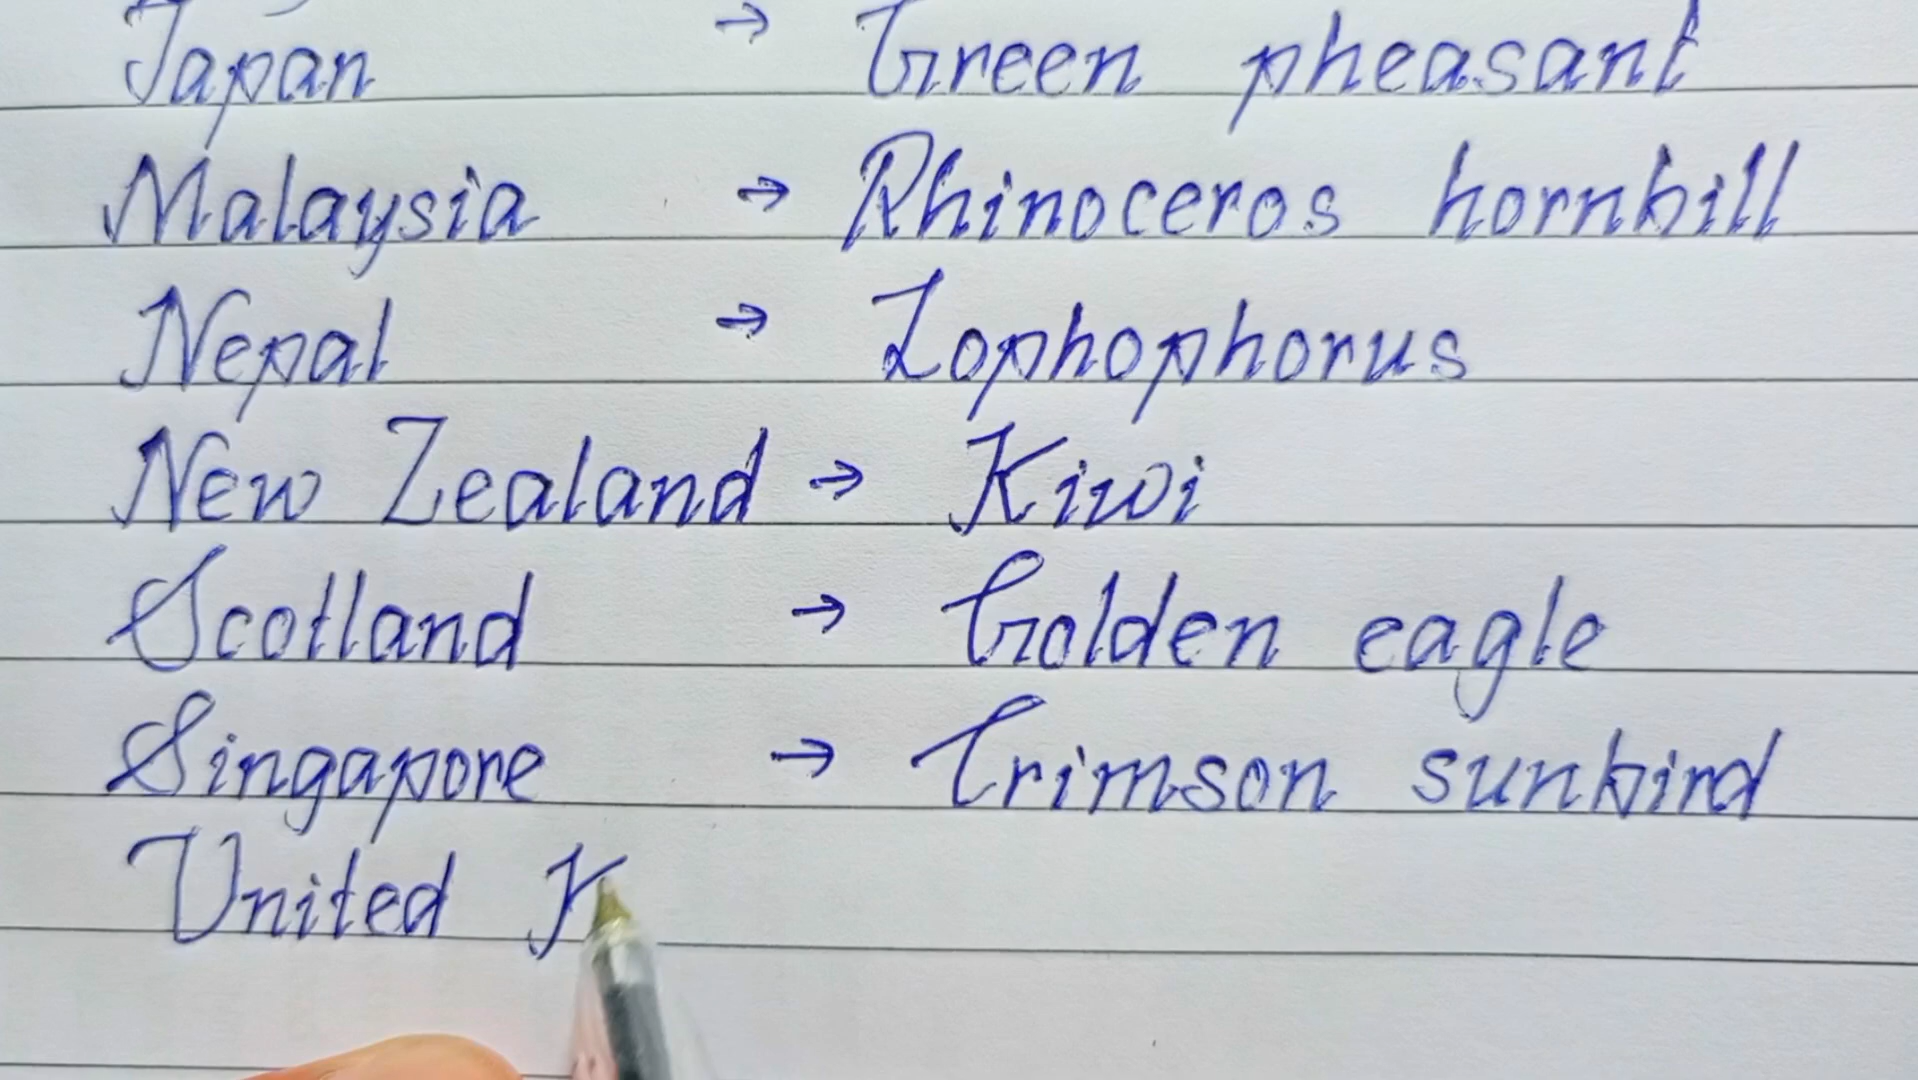 Japan → Green pheasant
Malaysia → Rhinoceros hornbill
Nepal → Lophophorus
New Zealand → Kiwi
Scotland → Golden eagle
Singapore → Crimson sunbird
United K